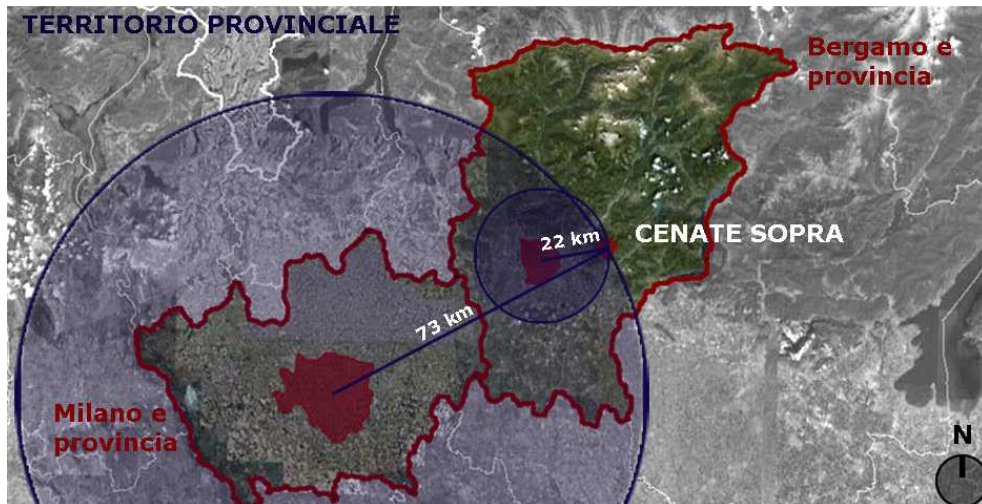 TERRITORIO PROVINCIALE
Bergamo e
provincia
22 km
CENATE SOPRA
73 km
Milano e
provincia
N